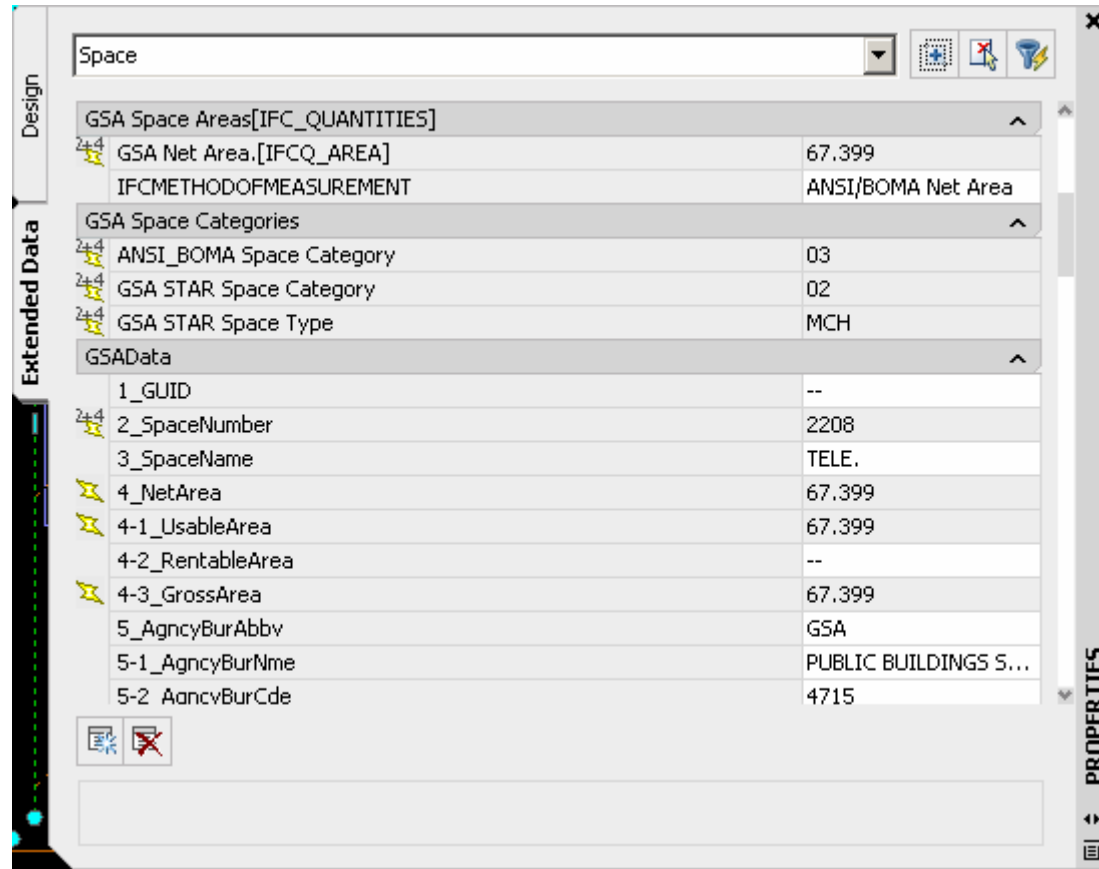 Space
Design
Extended Data
GSA Space Areas[IFC_QUANTITIES]
GSA Net Area.[IFCQ_AREA] 67.399
IFCMETHODOFMEASUREMENT ANSI/BOMA Net Area
GSA Space Categories
ANSI_BOMA Space Category 03
GSA STAR Space Category 02
GSA STAR Space Type MCH
GSAData
1_GUID --
2_SpaceNumber 2208
3_SpaceName TELE.
4_NetArea 67.399
4-1_UsableArea 67.399
4-2_RentableArea --
4-3_GrossArea 67.399
5_AgncyBurAbbv GSA
5-1_AgncyBurNme PUBLIC BUILDINGS S...
5-2_AgncyBurCde 4715
PROPERTIES